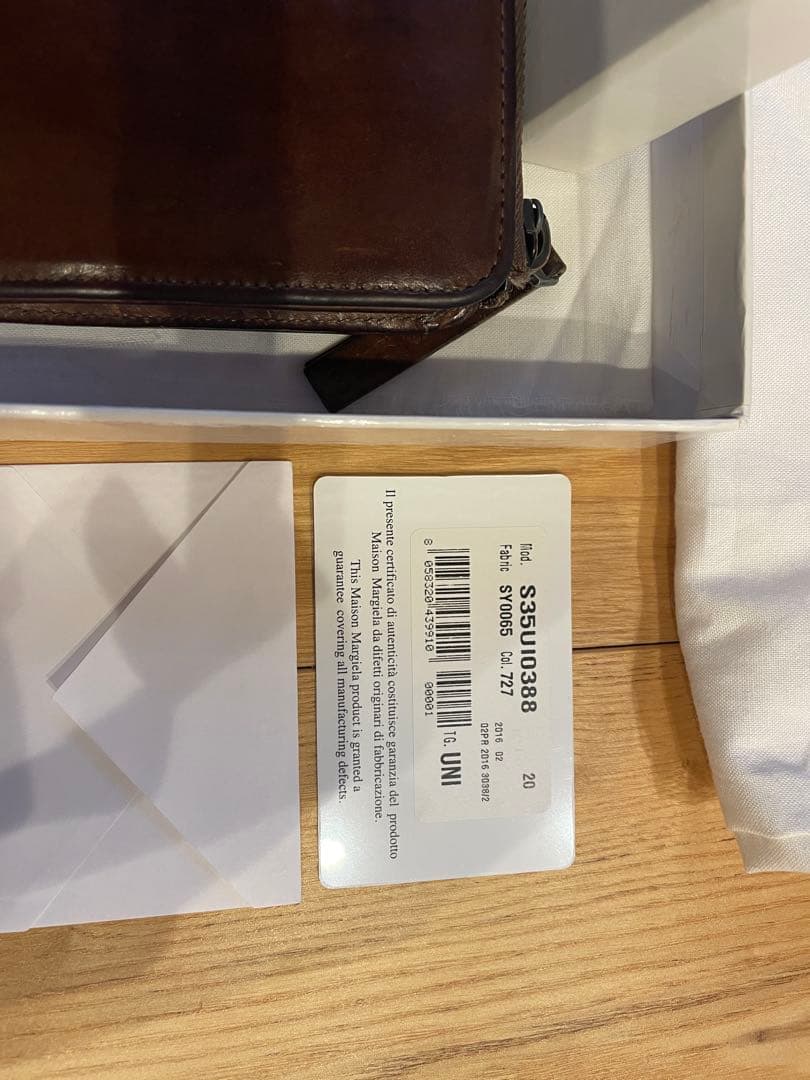 Mod. S35UI0388 20
Fabric SY0065 Col. 727
2016 02
02PR 2016 3038/2
8 058320 439910 00001
TG. UNI
Il presente certificato di autenticità costituisce garanzia del prodotto
Maison Margiela da difetti originari di fabbricazione.
This Maison Margiela product is granted a
guarantee covering all manufacturing defects.